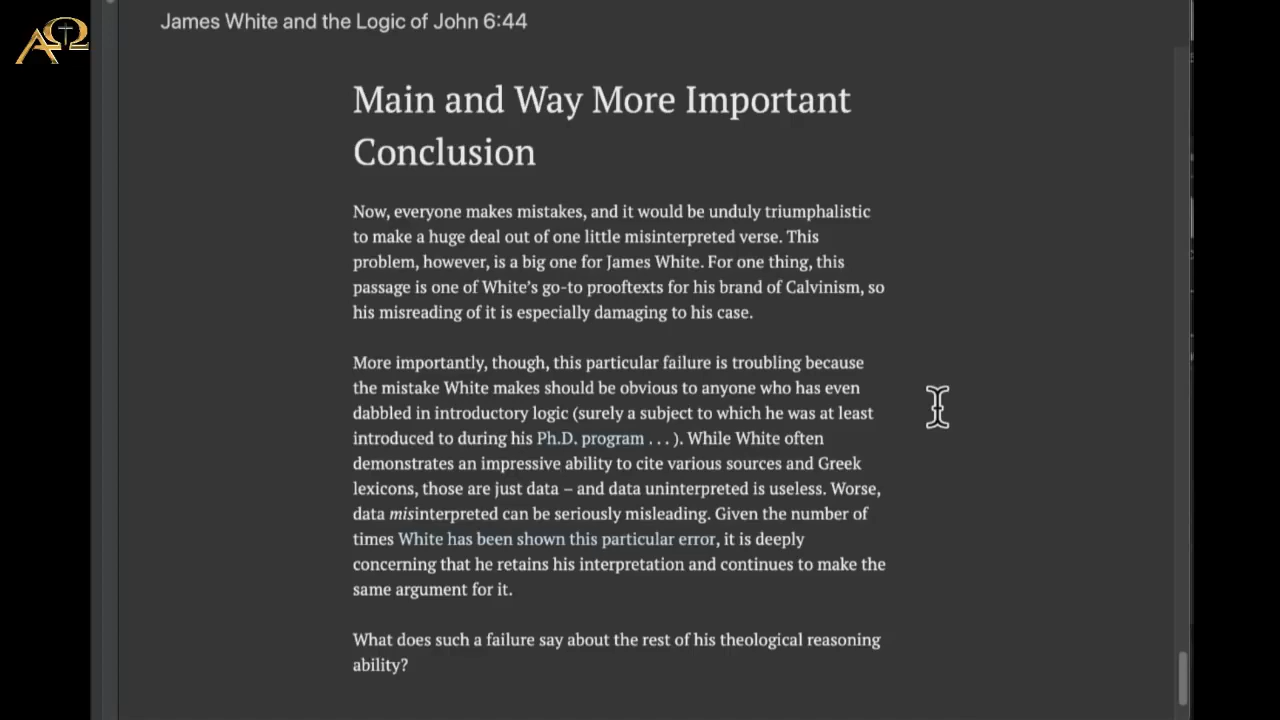 James White and the Logic of John 6:44
ΑΩ
Main and Way More Important
Conclusion
Now, everyone makes mistakes, and it would be unduly triumphalistic
to make a huge deal out of one little misinterpreted verse. This
problem, however, is a big one for James White. For one thing, this
passage is one of White’s go-to prooftexts for his brand of Calvinism, so
his misreading of it is especially damaging to his case.
More importantly, though, this particular failure is troubling because
the mistake White makes should be obvious to anyone who has even
dabbled in introductory logic (surely a subject to which he was at least
introduced to during his Ph.D. program . . . ). While White often
demonstrates an impressive ability to cite various sources and Greek
lexicons, those are just data – and data uninterpreted is useless. Worse,
data misinterpreted can be seriously misleading. Given the number of
times White has been shown this particular error, it is deeply
concerning that he retains his interpretation and continues to make the
same argument for it.
What does such a failure say about the rest of his theological reasoning
ability?